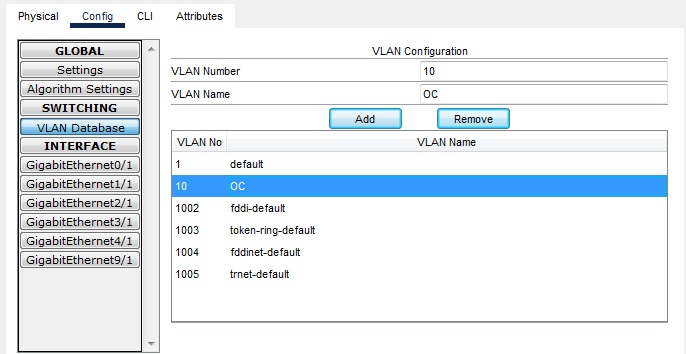 Physical Config CLI Attributes
GLOBAL
Settings
Algorithm Settings
SWITCHING
VLAN Database
INTERFACE
GigabitEthernet0/1
GigabitEthernet1/1
GigabitEthernet2/1
GigabitEthernet3/1
GigabitEthernet4/1
GigabitEthernet9/1
VLAN Configuration
VLAN Number 10
VLAN Name OC
Add Remove
VLAN No VLAN Name
1 default
10 OC
1002 fddi-default
1003 token-ring-default
1004 fddinet-default
1005 trnet-default